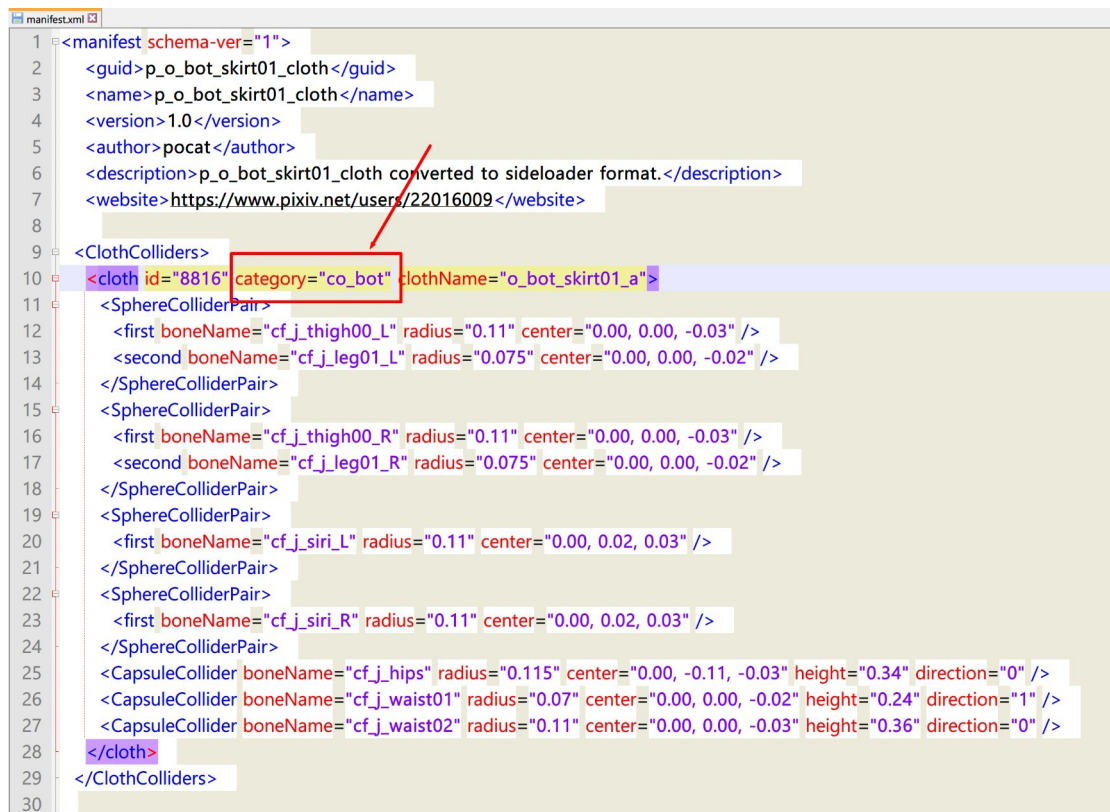 manifest.xml
1 <manifest schema-ver="1">
2 <guid>p_o_bot_skirt01_cloth</guid>
3 <name>p_o_bot_skirt01_cloth</name>
4 <version>1.0</version>
5 <author>pocat</author>
6 <description>p_o_bot_skirt01_cloth converted to sideloader format.</description>
7 <website>https://www.pixiv.net/users/22016009</website>
8
9 <ClothColliders>
10 <cloth id="8816" category="co_bot" clothName="o_bot_skirt01_a">
11 <SphereColliderPair>
12 <first boneName="cf_j_thigh00_L" radius="0.11" center="0.00, 0.00, -0.03" />
13 <second boneName="cf_j_leg01_L" radius="0.075" center="0.00, 0.00, -0.02" />
14 </SphereColliderPair>
15 <SphereColliderPair>
16 <first boneName="cf_j_thigh00_R" radius="0.11" center="0.00, 0.00, -0.03" />
17 <second boneName="cf_j_leg01_R" radius="0.075" center="0.00, 0.00, -0.02" />
18 </SphereColliderPair>
19 <SphereColliderPair>
20 <first boneName="cf_j_siri_L" radius="0.11" center="0.00, 0.02, 0.03" />
21 </SphereColliderPair>
22 <SphereColliderPair>
23 <first boneName="cf_j_siri_R" radius="0.11" center="0.00, 0.02, 0.03" />
24 </SphereColliderPair>
25 <CapsuleCollider boneName="cf_j_hips" radius="0.115" center="0.00, -0.11, -0.03" height="0.34" direction="0" />
26 <CapsuleCollider boneName="cf_j_waist01" radius="0.07" center="0.00, 0.00, -0.02" height="0.24" direction="1" />
27 <CapsuleCollider boneName="cf_j_waist02" radius="0.11" center="0.00, 0.00, -0.03" height="0.36" direction="0" />
28 </cloth>
29 </ClothColliders>
30